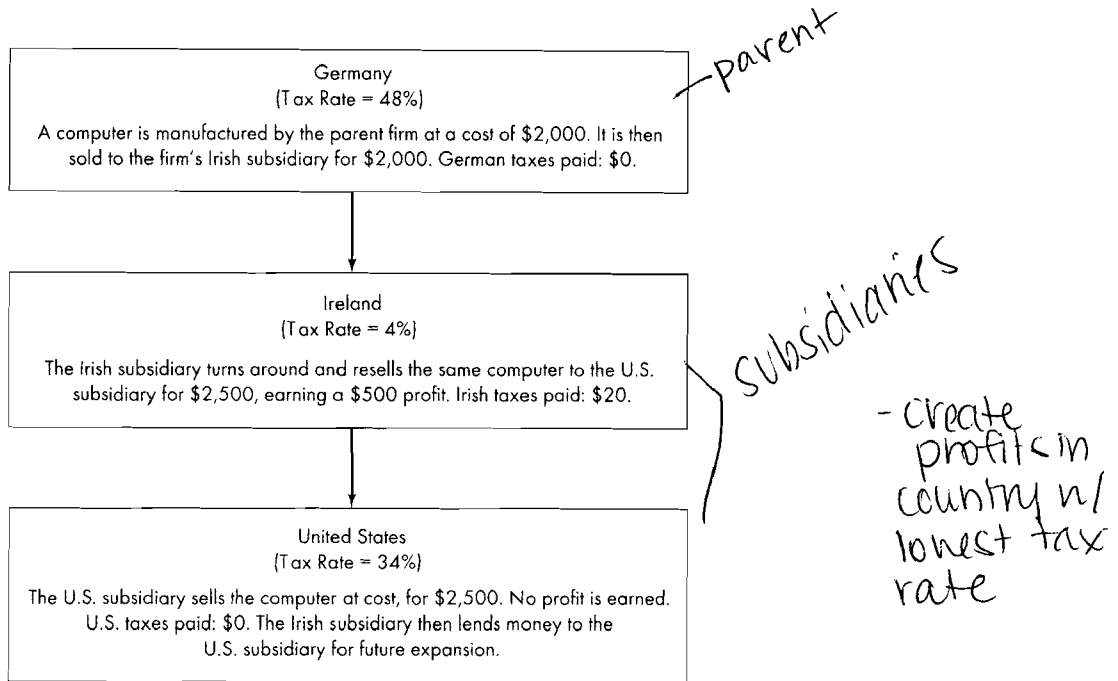 Germany
(Tax Rate = 48%)
A computer is manufactured by the parent firm at a cost of $2,000. It is then
sold to the firm's Irish subsidiary for $2,000. German taxes paid: $0.
- parent
Ireland
(Tax Rate = 4%)
The Irish subsidiary turns around and resells the same computer to the U.S.
subsidiary for $2,500, earning a $500 profit. Irish taxes paid: $20.
subsidiaries
- create
profits in
country w/
lowest tax
rate
United States
(Tax Rate = 34%)
The U.S. subsidiary sells the computer at cost, for $2,500. No profit is earned.
U.S. taxes paid: $0. The Irish subsidiary then lends money to the
U.S. subsidiary for future expansion.